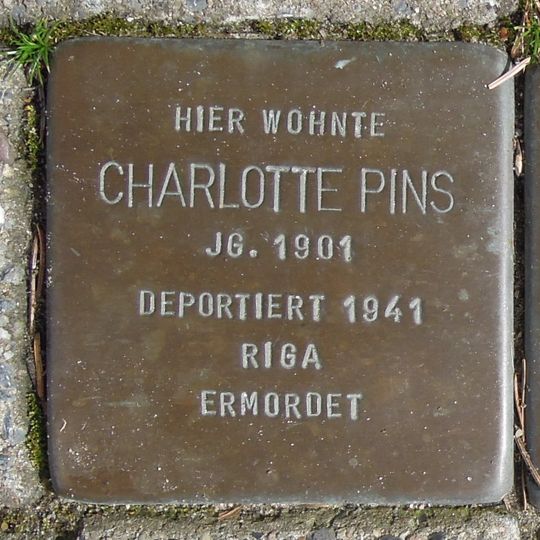 HIER WOHNTE
CHARLOTTE PINS
JG. 1901
DEPORTIERT 1941
RIGA
ERMORDET